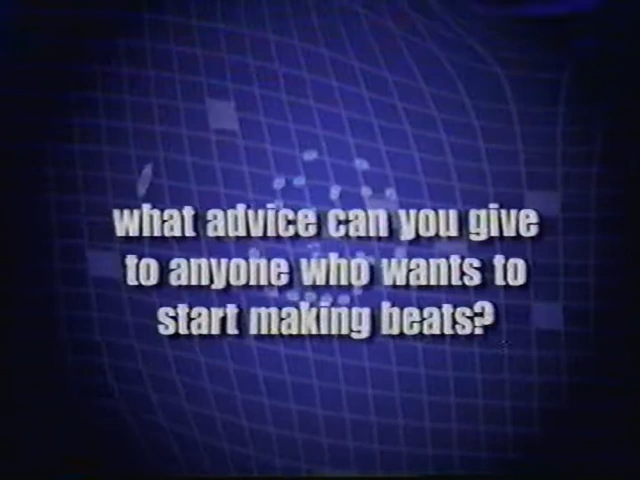 what advice can you give
to anyone who wants to
start making beats?